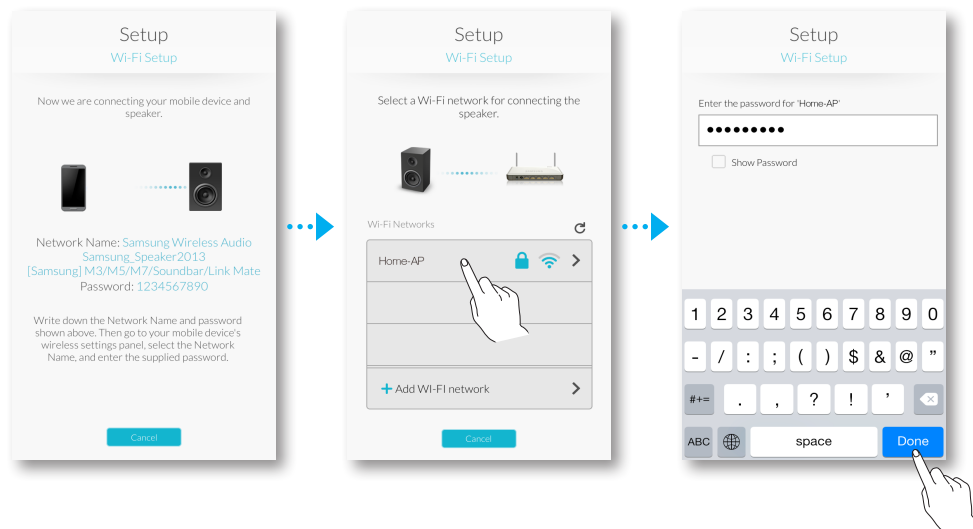 Setup
Wi-Fi Setup
Now we are connecting your mobile device and
speaker.
Network Name: Samsung Wireless Audio
Samsung_Speaker2013
[Samsung] M3/M5/M7/Soundbar/Link Mate
Password: 1234567890
Write down the Network Name and password
shown above. Then go to your mobile device's
wireless settings panel, select the Network
Name, and enter the supplied password.
Cancel
Setup
Wi-Fi Setup
Select a Wi-Fi network for connecting the
speaker.
Wi-Fi Networks
Home-AP
+ Add WI-FI network
Cancel
Setup
Wi-Fi Setup
Enter the password for 'Home-AP'
•••••••••
Show Password
1 2 3 4 5 6 7 8 9 0
- / : ; ( ) $ & @ "
#+= . , ? ! '
ABC space Done